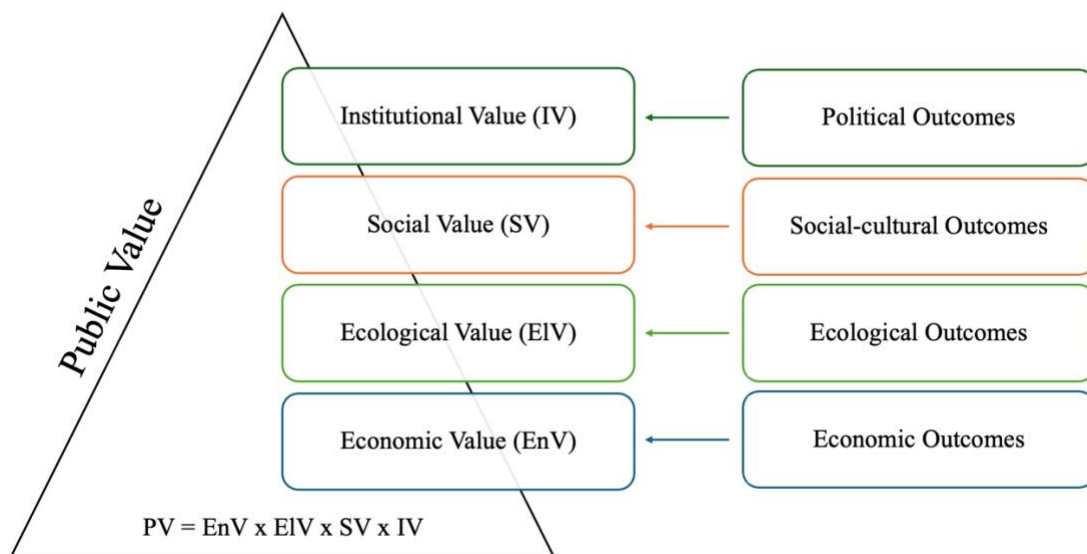 Public Value
Institutional Value (IV)
Political Outcomes
Social Value (SV)
Social-cultural Outcomes
Ecological Value (ElV)
Ecological Outcomes
Economic Value (EnV)
Economic Outcomes
PV = EnV x ElV x SV x IV